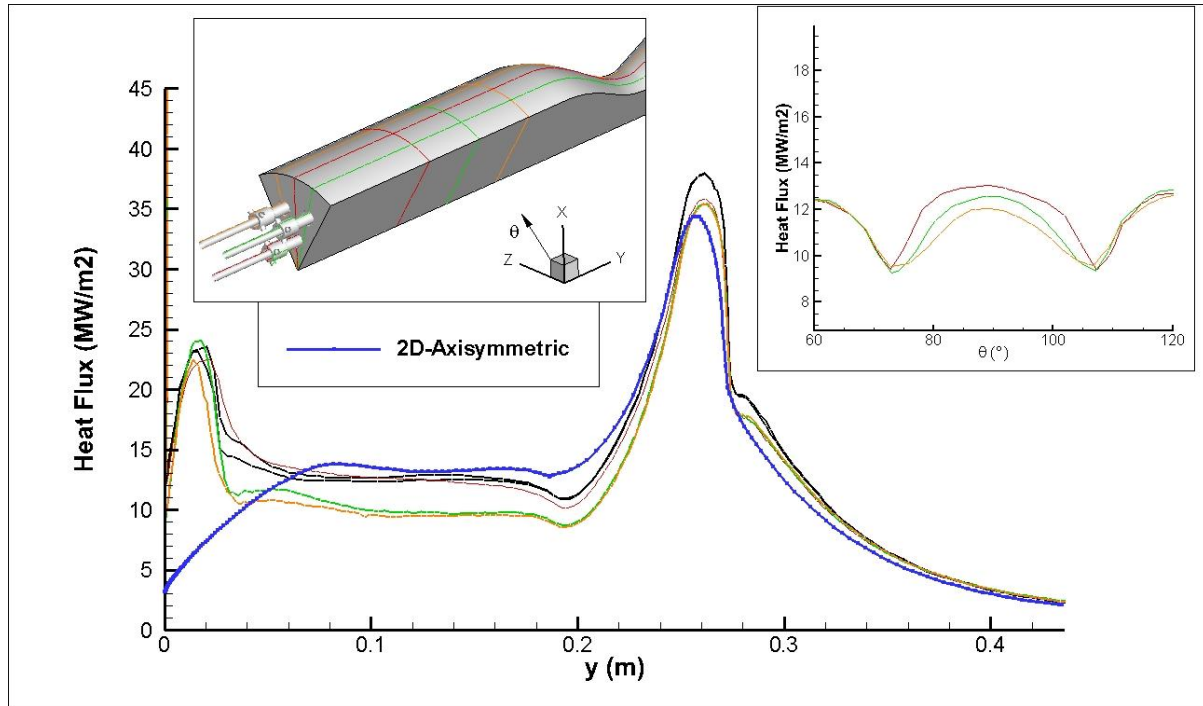 Heat Flux (MW/m2)
45
40
35
30
25
20
15
10
5
0
0
0.1
0.2
0.3
0.4
y (m)
θ
X
Z
Y
2D-Axisymmetric
Heat Flux (MW/m2)
18
16
14
12
10
8
60
80
100
120
θ (°)